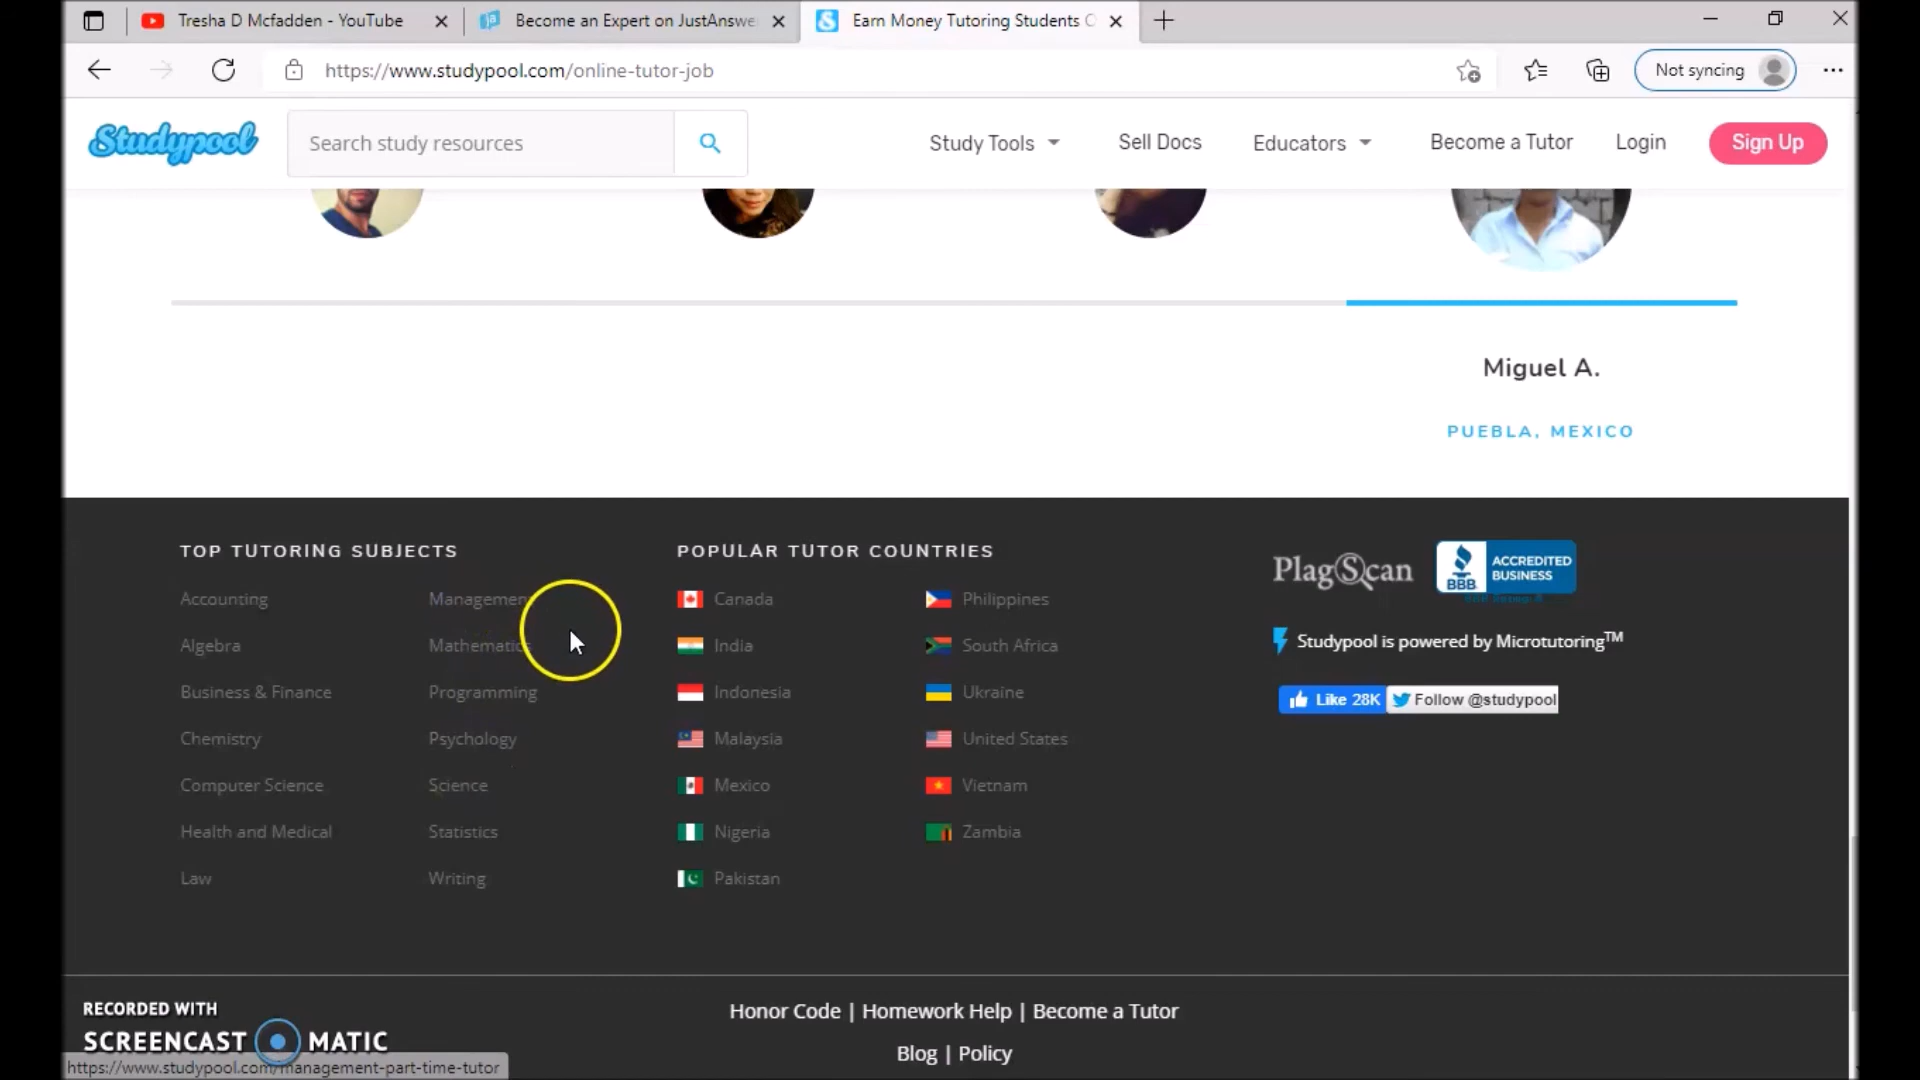 Tresha D Mcfadden - YouTube
Become an Expert on JustAnswe
Earn Money Tutoring Students O
https://www.studypool.com/online-tutor-job
Not syncing
Studypool
Search study resources
Study Tools
Sell Docs
Educators
Become a Tutor
Login
Sign Up
Miguel A.
PUEBLA, MEXICO
TOP TUTORING SUBJECTS
Accounting
Algebra
Business & Finance
Chemistry
Computer Science
Health and Medical
Law
Management
Mathematics
Programming
Psychology
Science
Statistics
Writing
POPULAR TUTOR COUNTRIES
Canada
India
Indonesia
Malaysia
Mexico
Nigeria
Pakistan
Philippines
South Africa
Ukraine
United States
Vietnam
Zambia
PlagScan
BBB
ACCREDITED
BUSINESS
Studypool is powered by Microtutoring™
Like 28K
Follow @studypool
Honor Code | Homework Help | Become a Tutor
Blog | Policy
RECORDED WITH
SCREENCAST MATIC
https://www.studypool.com/management-part-time-tutor